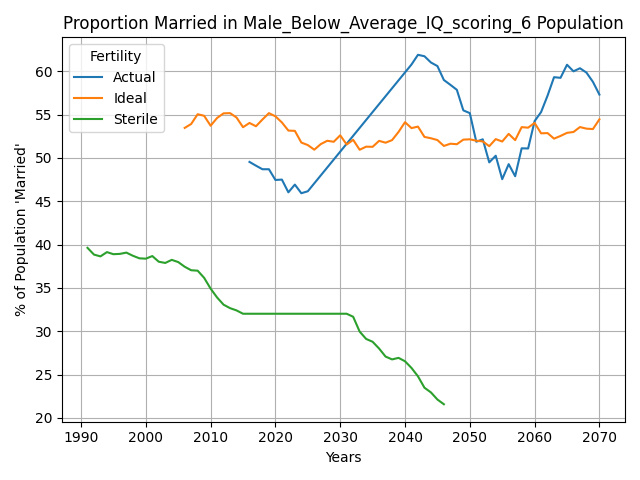 Proportion Married in Male_Below_Average_IQ_scoring_6 Population
Fertility
Actual
Ideal
Sterile
% of Population 'Married'
60
55
50
45
40
35
30
25
20
1990 2000 2010 2020 2030 2040 2050 2060 2070
Years